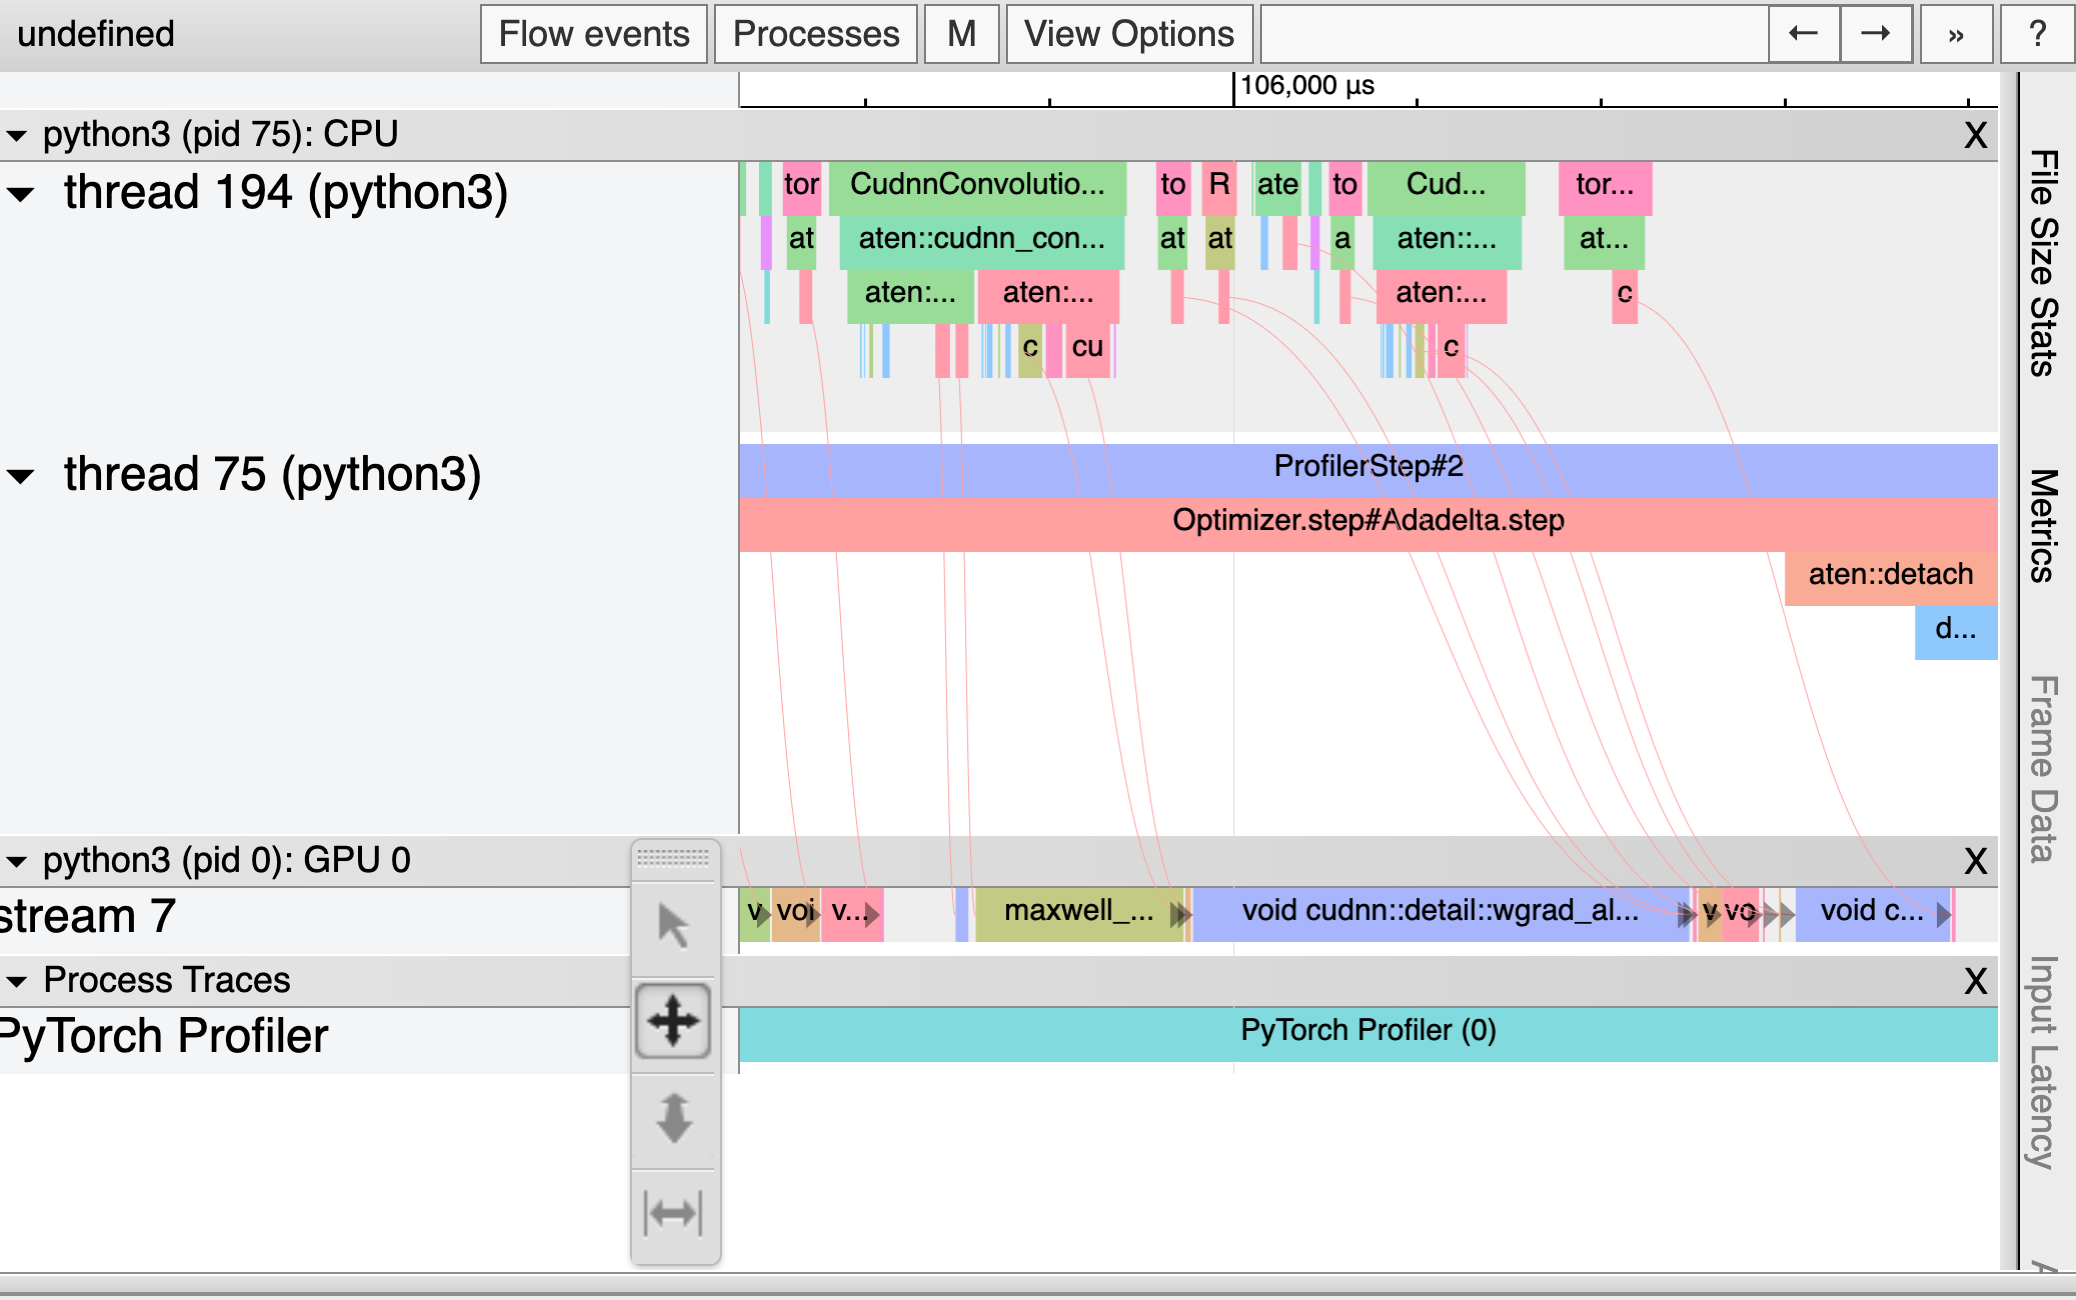 undefined Flow events Processes M View Options ← → » ?
106,000 µs
python3 (pid 75): CPU X
thread 194 (python3)
tor CudnnConvolutio... to R ate to Cud... tor...
at aten::cudnn_con... at at a aten::... at...
aten:... aten:... aten:... c
c cu c
thread 75 (python3)
ProfilerStep#2
Optimizer.step#Adadelta.step
aten::detach
d...
python3 (pid 0): GPU 0 X
stream 7
v voi v... maxwell_... void cudnn::detail::wgrad_al... v vo void c...
Process Traces X
PyTorch Profiler
PyTorch Profiler (0)
File Size Stats
Metrics
Frame Data
Input Latency